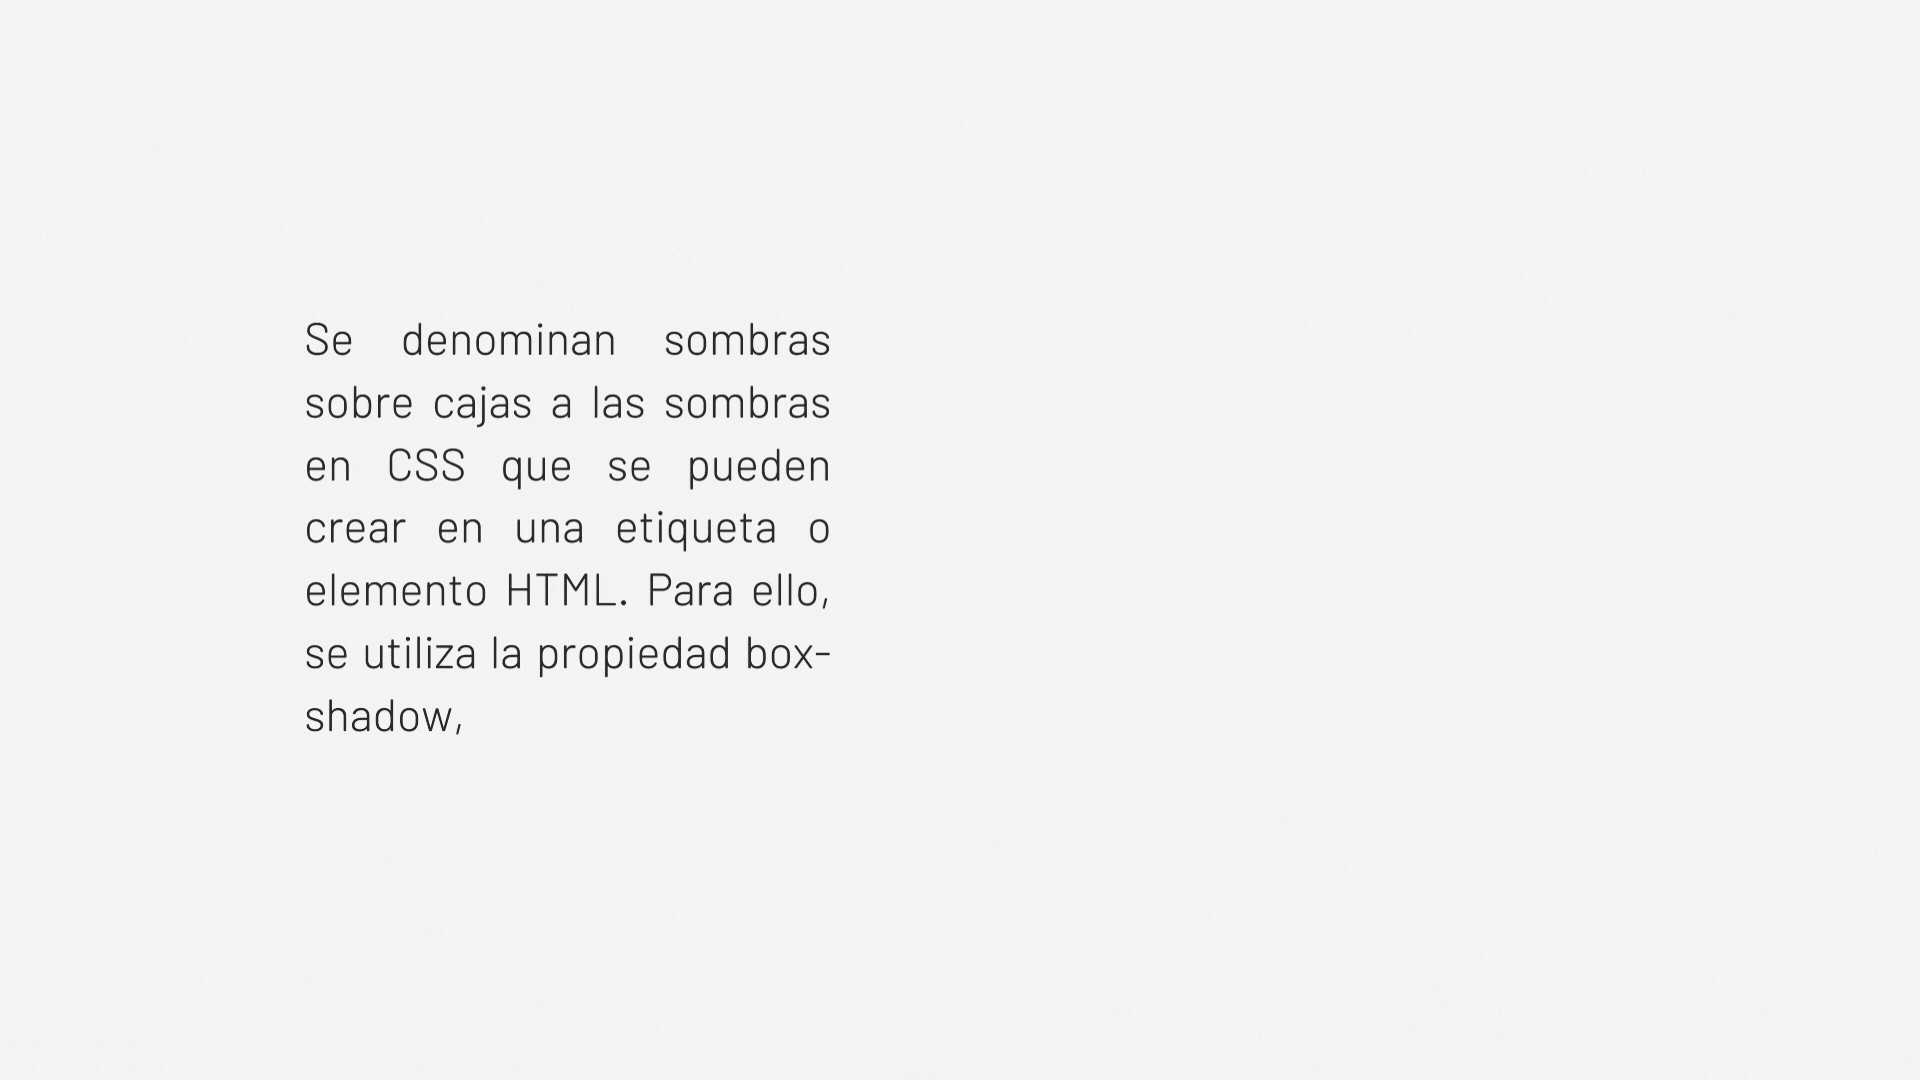 Se denominan sombras
sobre cajas a las sombras
en CSS que se pueden
crear en una etiqueta o
elemento HTML. Para ello,
se utiliza la propiedad box-
shadow,